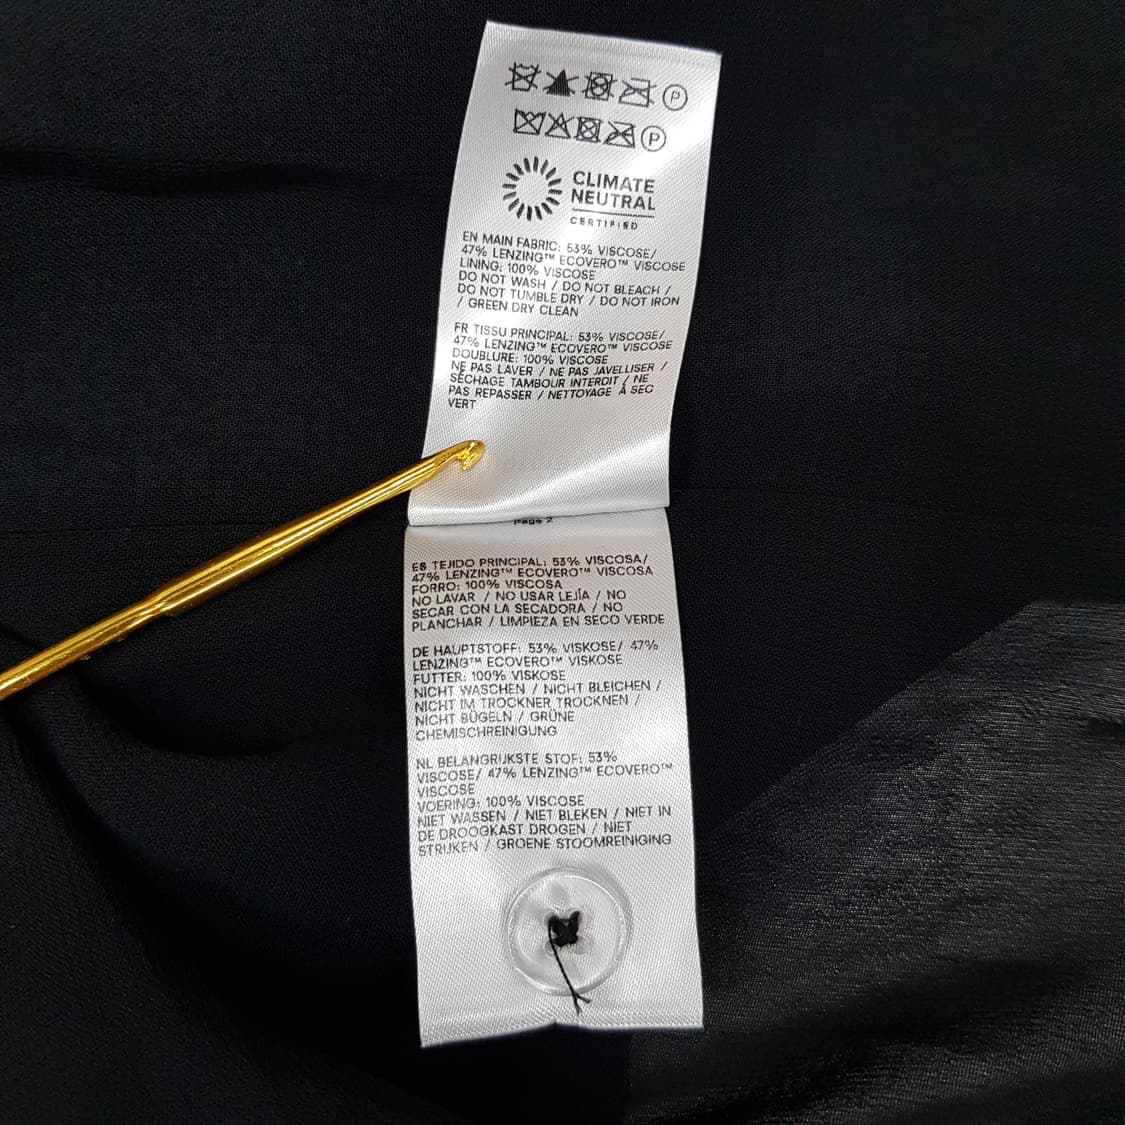 P
P
CLIMATE
NEUTRAL
CERTIFIED
EN MAIN FABRIC: 53% VISCOSE/
47% LENZING™ ECOVERO™ VISCOSE
LINING: 100% VISCOSE
DO NOT WASH / DO NOT BLEACH /
DO NOT TUMBLE DRY / DO NOT IRON
/ GREEN DRY CLEAN
FR TISSU PRINCIPAL: 53% VISCOSE/
47% LENZING™ ECOVERO™ VISCOSE
DOUBLURE: 100% VISCOSE
NE PAS LAVER / NE PAS JAVELLISER /
SÉCHAGE TAMBOUR INTERDIT / NE
PAS REPASSER / NETTOYAGE À SEC
VERT
Page 2
ES TEJIDO PRINCIPAL: 53% VISCOSA/
47% LENZING™ ECOVERO™ VISCOSA
FORRO: 100% VISCOSA
NO LAVAR / NO USAR LEJÍA / NO
SECAR CON LA SECADORA / NO
PLANCHAR / LIMPIEZA EN SECO VERDE
DE HAUPTSTOFF: 53% VISKOSE/ 47%
LENZING™ ECOVERO™ VISKOSE
FUTTER: 100% VISKOSE
NICHT WASCHEN / NICHT BLEICHEN /
NICHT IM TROCKNER TROCKNEN /
NICHT BÜGELN / GRÜNE
CHEMISCHREINIGUNG
NL BELANGRIJKSTE STOF: 53%
VISCOSE/ 47% LENZING™ ECOVERO™
VISCOSE
VOERING: 100% VISCOSE
NIET WASSEN / NIET BLEKEN / NIET IN
DE DROOGKAST DROGEN / NIET
STRIJKEN / GROENE STOOMREINIGING